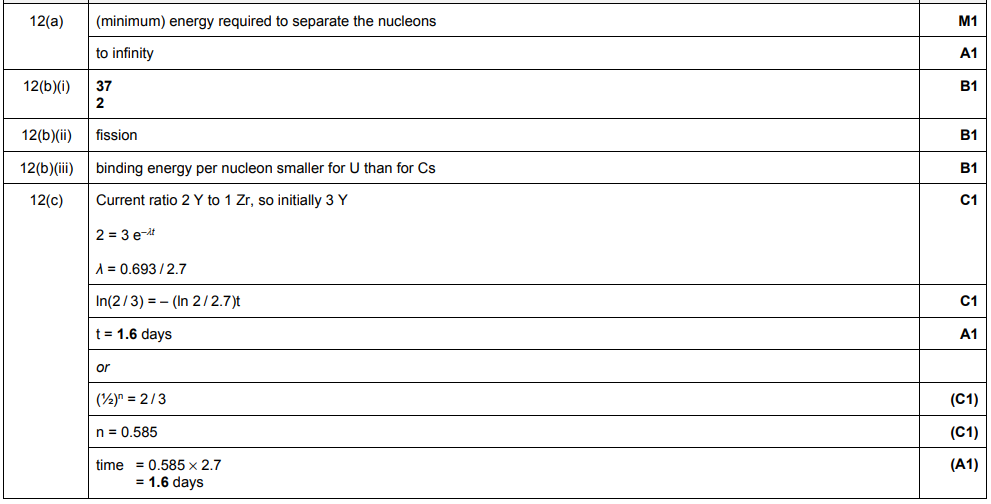 12(a) (minimum) energy required to separate the nucleons M1
to infinity A1
12(b)(i) 37 B1
2
12(b)(ii) fission B1
12(b)(iii) binding energy per nucleon smaller for U than for Cs B1
12(c) Current ratio 2 Y to 1 Zr, so initially 3 Y C1
2 = 3 e^–λt
λ = 0.693 / 2.7
ln(2 / 3) = – (ln 2 / 2.7)t C1
t = 1.6 days A1
or
(½)ⁿ = 2 / 3 (C1)
n = 0.585 (C1)
time = 0.585 × 2.7 (A1)
= 1.6 days